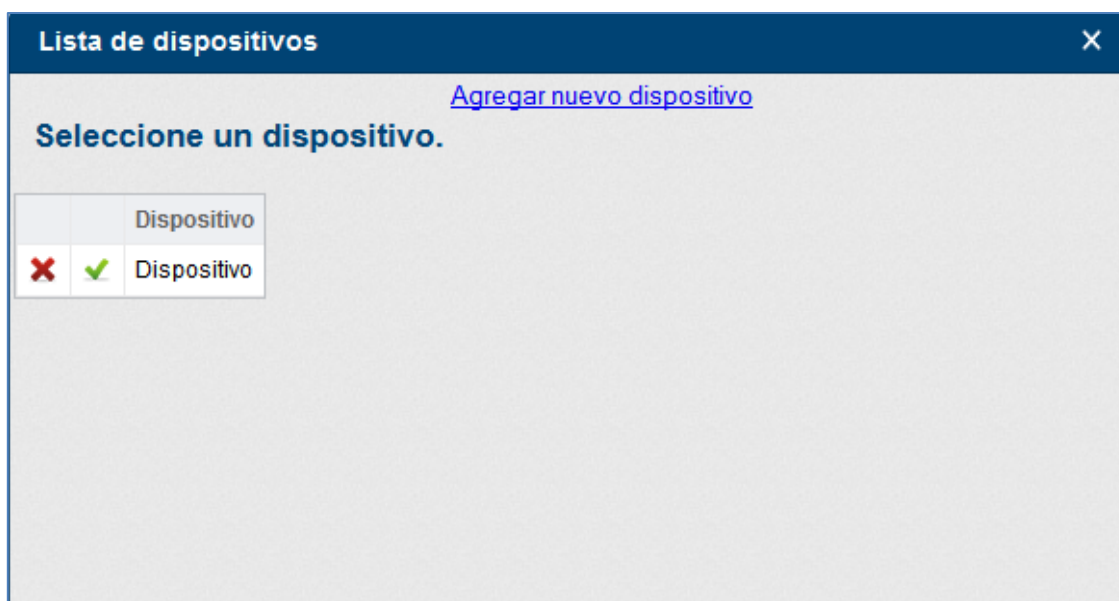 Lista de dispositivos
Agregar nuevo dispositivo
Seleccione un dispositivo.
Dispositivo
Dispositivo